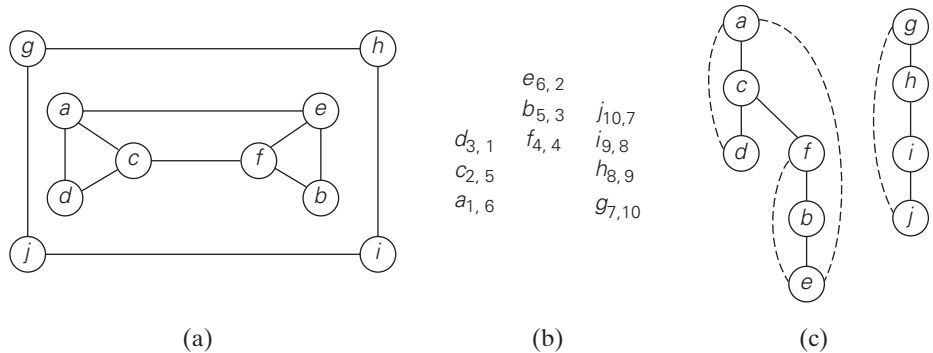 g h
a e
c f
d b
j i
(a)
e6, 2
b5, 3 j10,7
d3, 1 f4, 4 i9, 8
c2, 5 h8, 9
a1, 6 g7,10
(b)
a g
c h
d f i
b j
e
(c)